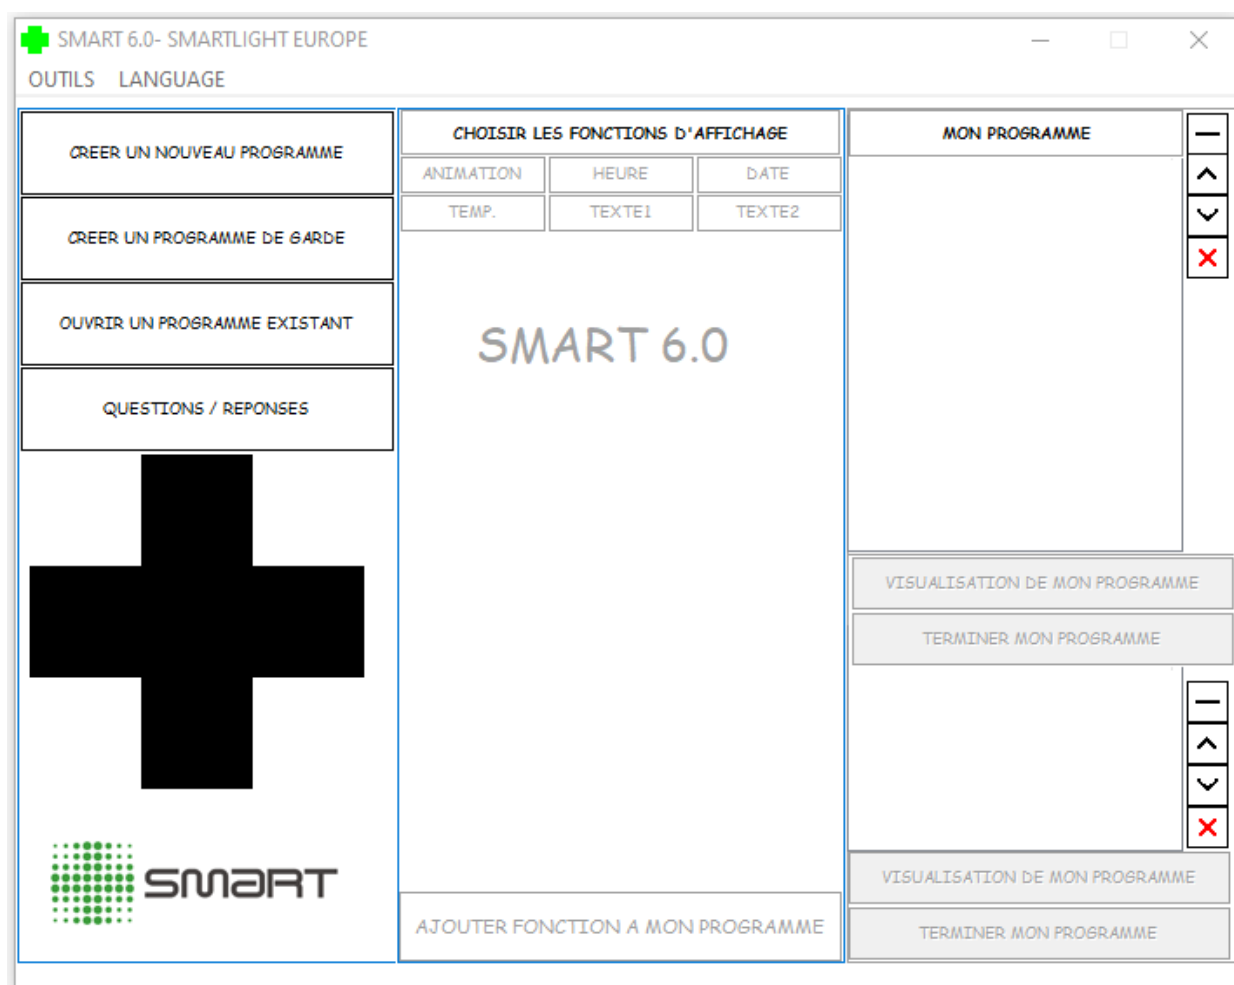 SMART 6.0- SMARTLIGHT EUROPE
OUTILS LANGUAGE
CREER UN NOUVEAU PROGRAMME
CREER UN PROGRAMME DE GARDE
OUVRIR UN PROGRAMME EXISTANT
QUESTIONS / REPONSES
SMART
CHOISIR LES FONCTIONS D'AFFICHAGE
ANIMATION HEURE DATE
TEMP. TEXTE1 TEXTE2
SMART 6.0
AJOUTER FONCTION A MON PROGRAMME
MON PROGRAMME
VISUALISATION DE MON PROGRAMME
TERMINER MON PROGRAMME
VISUALISATION DE MON PROGRAMME
TERMINER MON PROGRAMME